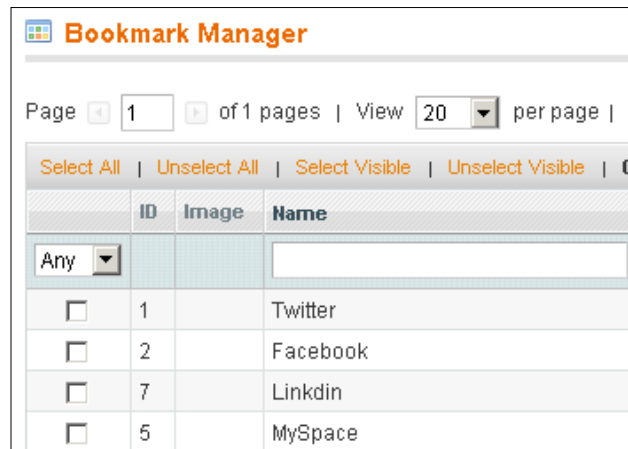 Bookmark Manager
Page 1 of 1 pages | View 20 per page |
Select All | Unselect All | Select Visible | Unselect Visible |
ID Image Name
Any
1 Twitter
2 Facebook
7 Linkdin
5 MySpace